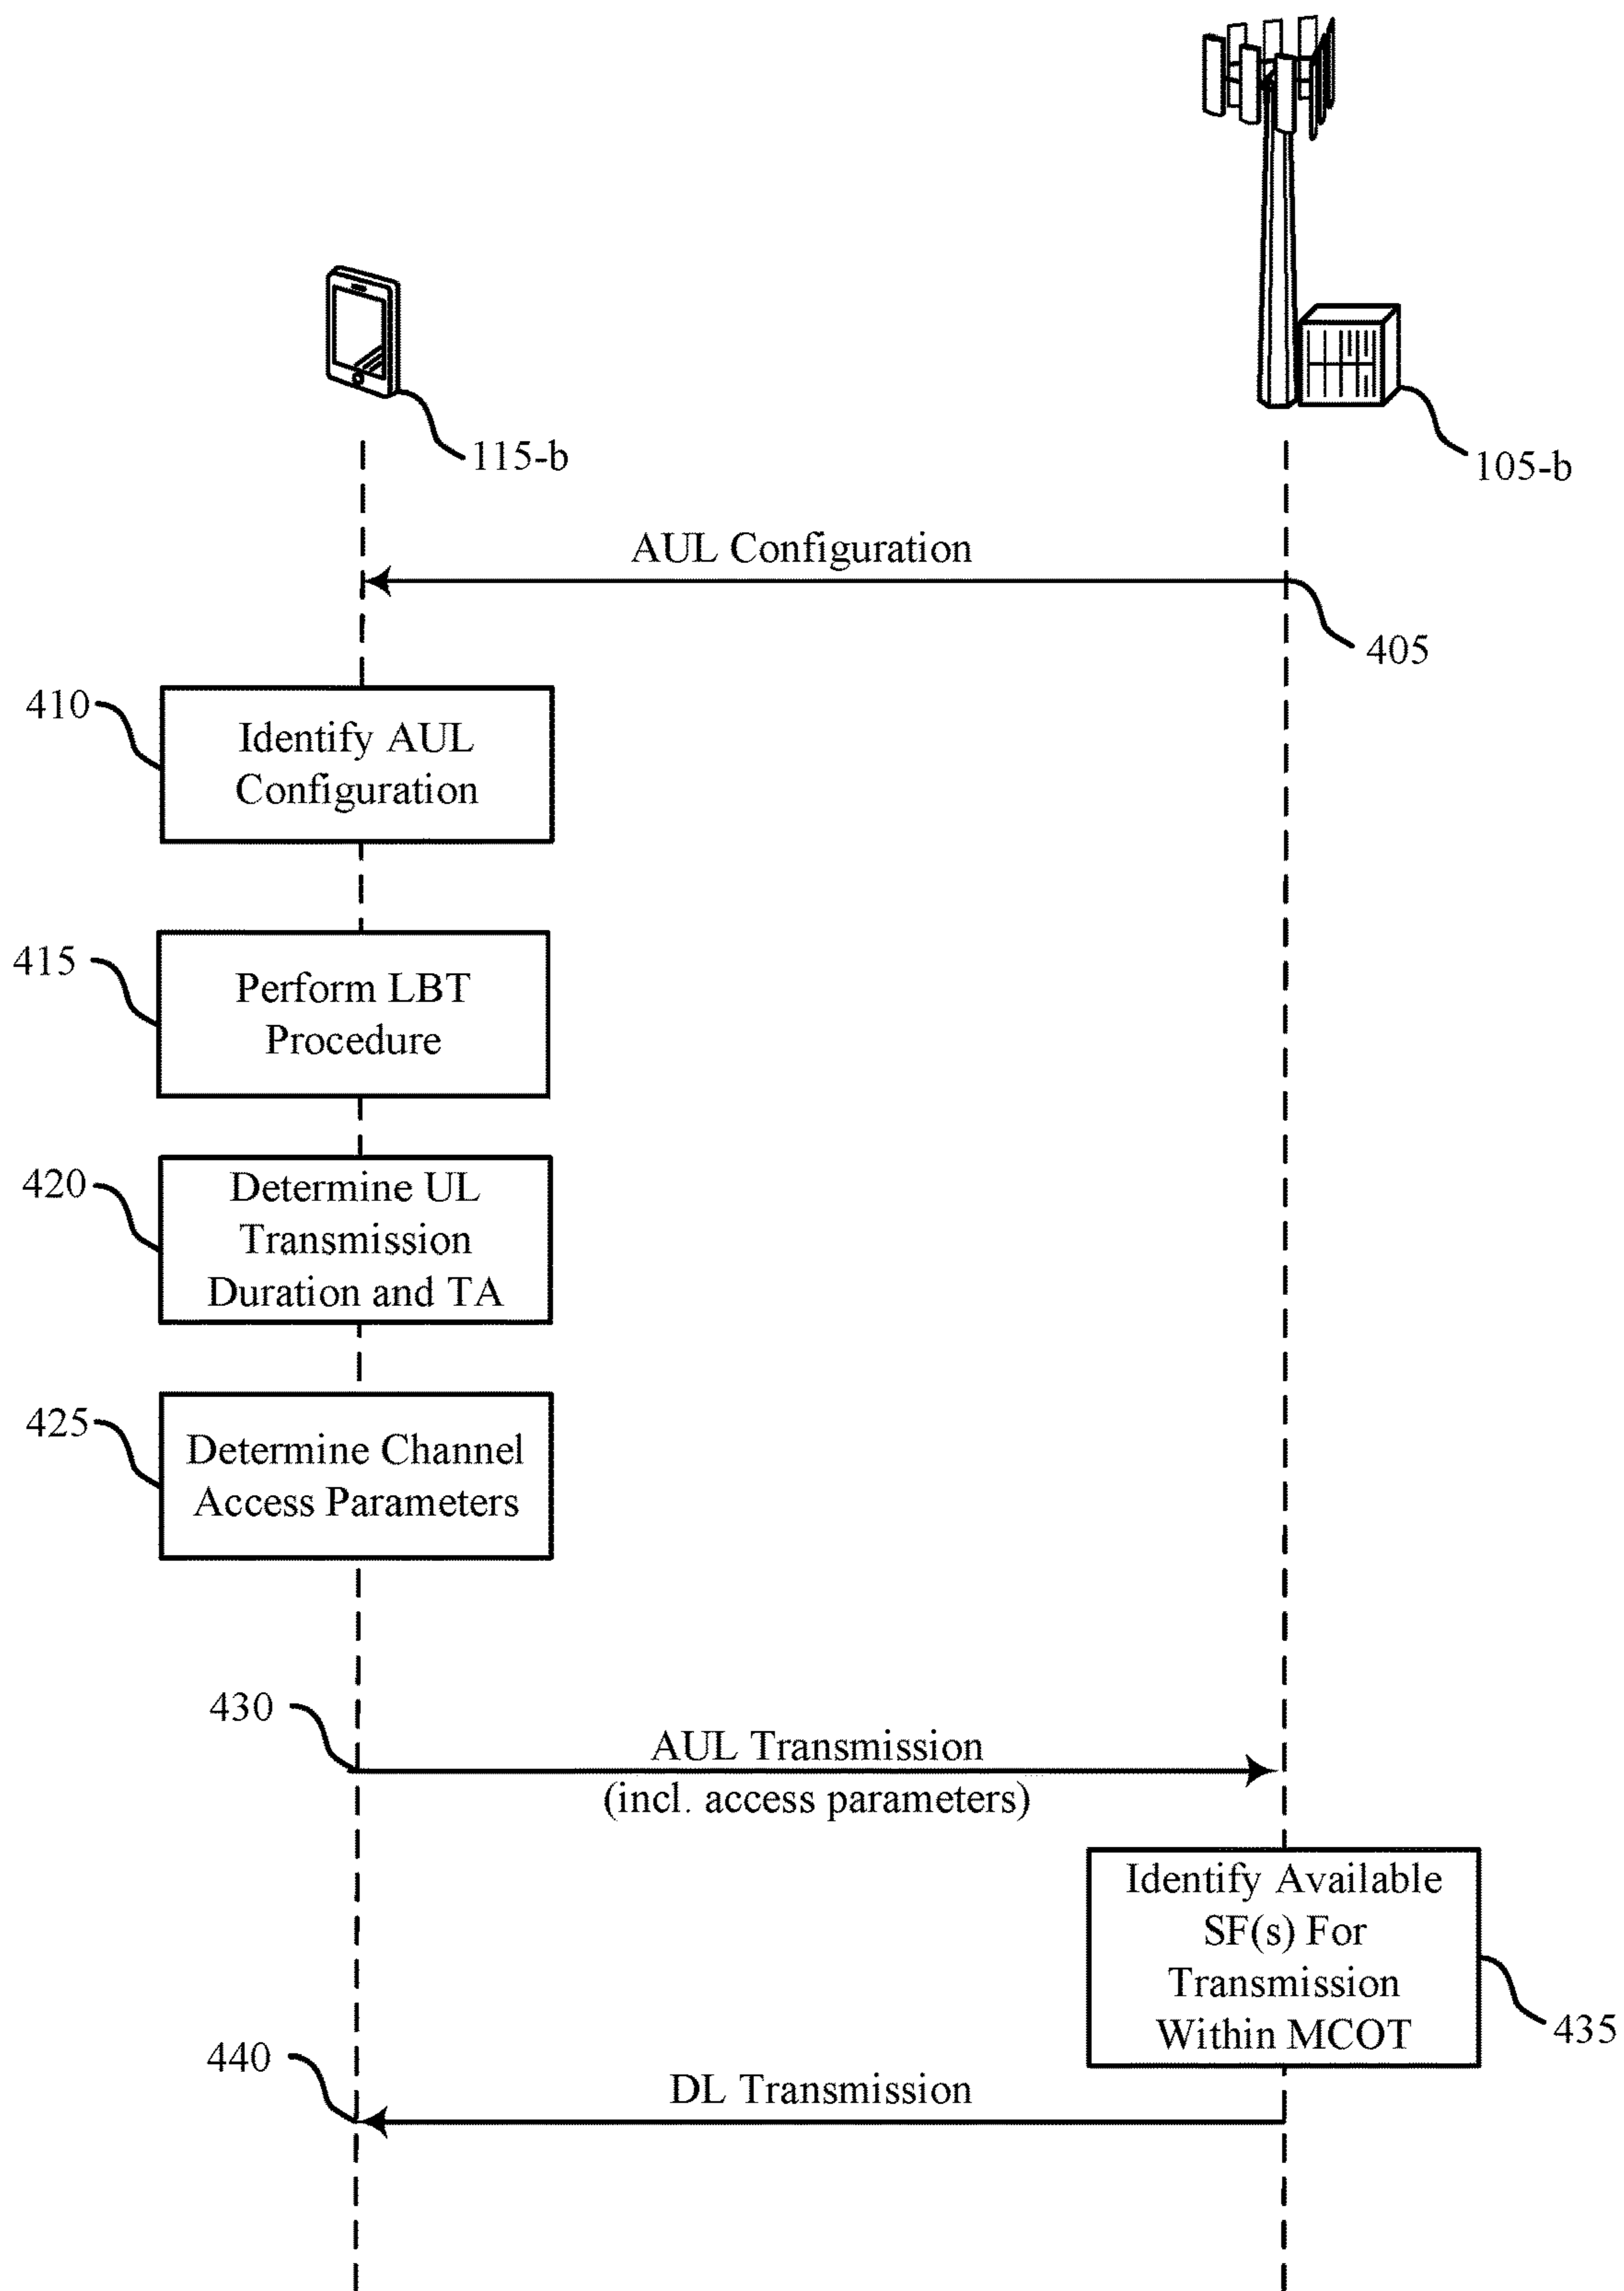 115-b
105-b
AUL Configuration
405
410
Identify AUL
Configuration
415
Perform LBT
Procedure
420
Determine UL
Transmission
Duration and TA
425
Determine Channel
Access Parameters
430
AUL Transmission
(incl. access parameters)
Identify Available
SF(s) For
Transmission
Within MCOT
435
440
DL Transmission